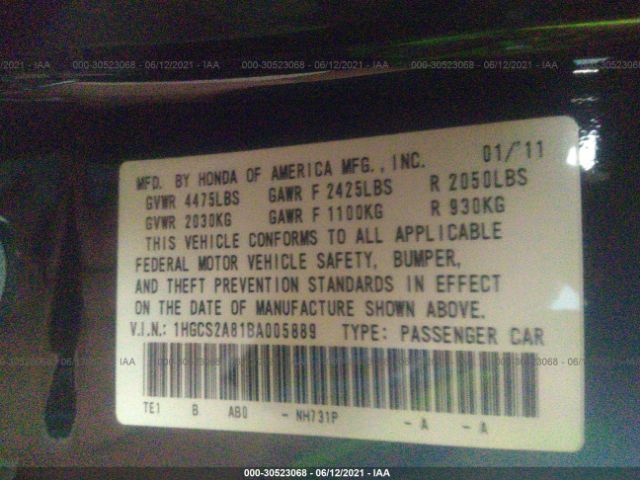 000-30523068 - 06/12/2021 - IAA
MFD. BY HONDA OF AMERICA MFG., INC. 01/'11
GVWR 4475LBS GAWR F 2425LBS R 2050LBS
GVWR 2030KG GAWR F 1100KG R 930KG
THIS VEHICLE CONFORMS TO ALL APPLICABLE
FEDERAL MOTOR VEHICLE SAFETY, BUMPER,
AND THEFT PREVENTION STANDARDS IN EFFECT
ON THE DATE OF MANUFACTURE SHOWN ABOVE.
V.I.N.: 1HGCS2A81BA005889 TYPE: PASSENGER CAR
TE1 B AB0 - NH731P - A - A
000-30523068 - 06/12/2021 - IAA